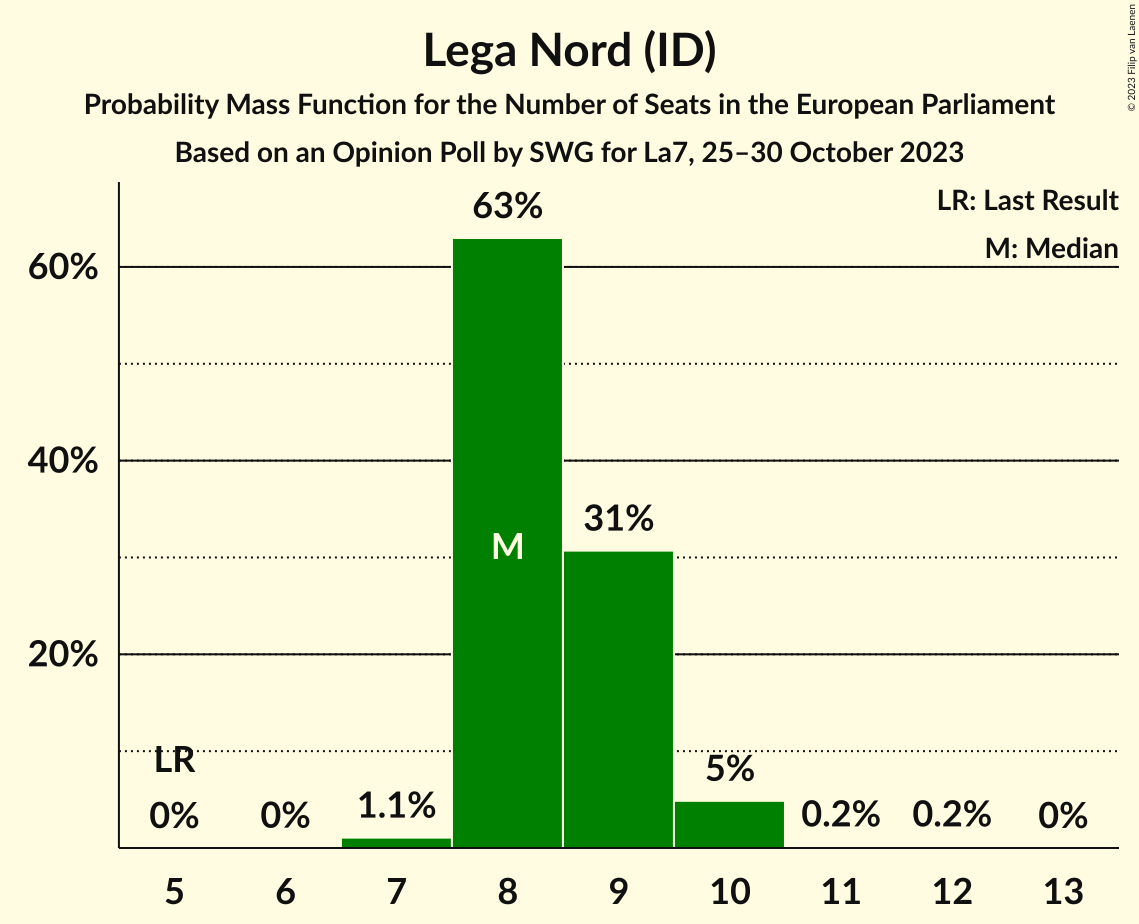 Lega Nord (ID)
Probability Mass Function for the Number of Seats in the European Parliament
Based on an Opinion Poll by SWG for La7, 25–30 October 2023
© 2023 Filip van Laenen
LR: Last Result
M: Median
63%
60%
40%
31%
M
20%
LR
5%
0%
0%
1.1%
0.2%
0.2%
0%
5 6 7 8 9 10 11 12 13